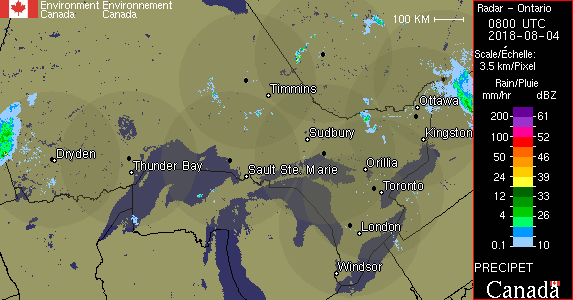 Environment Environnement
Canada Canada
100 KM
Timmins
Ottawa
Sudbury
Kingston
Dryden
Thunder Bay
Sault Ste. Marie
Orillia
Toronto
London
Windsor
Radar - Ontario
0800 UTC
2018-08-04
Scale/Échelle:
3.5 km/Pixel
Rain/Pluie
mm/hr dBZ
200 61
100 52
50 46
24 39
12 33
4 26
2 20
0.1 10
PRECIPET
Canada